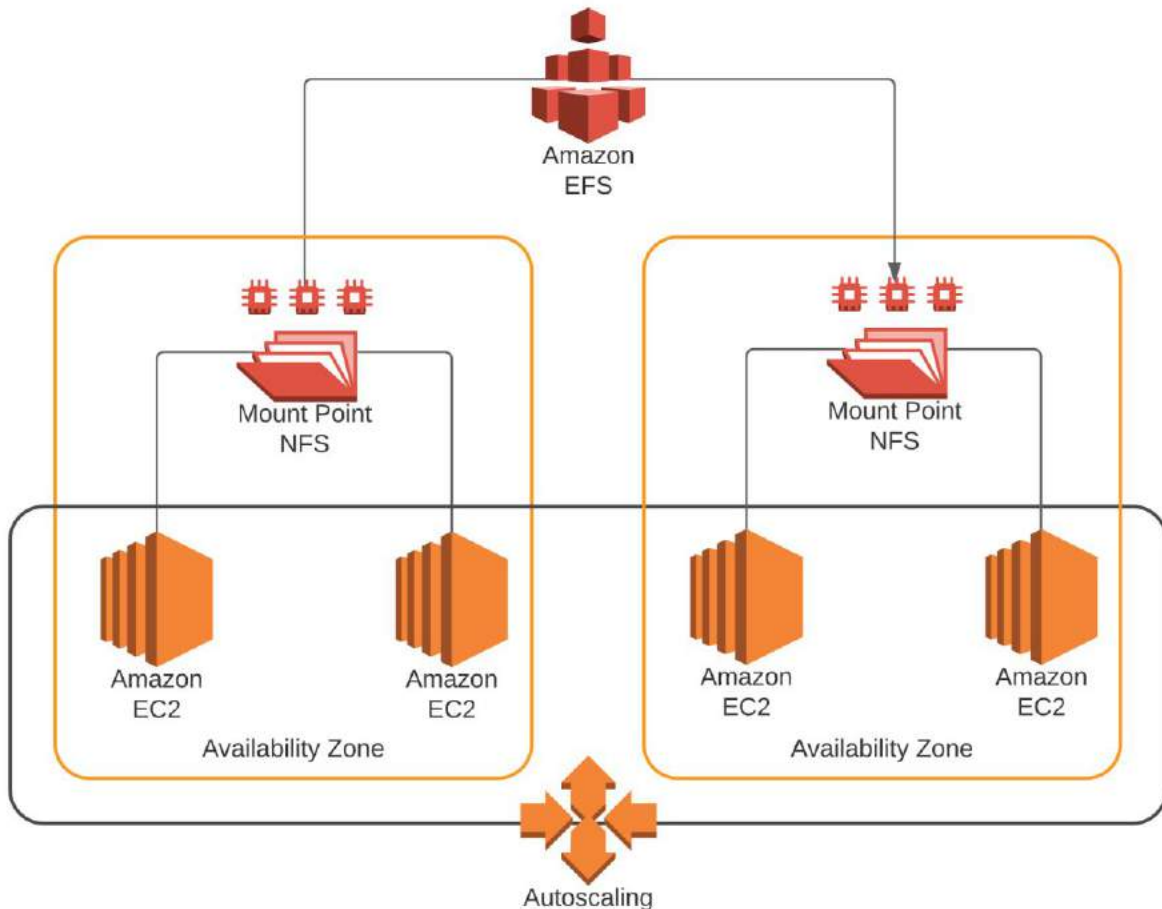 Amazon
EFS
Mount Point
NFS
Mount Point
NFS
Amazon
EC2
Amazon
EC2
Amazon
EC2
Amazon
EC2
Availability Zone
Availability Zone
Autoscaling